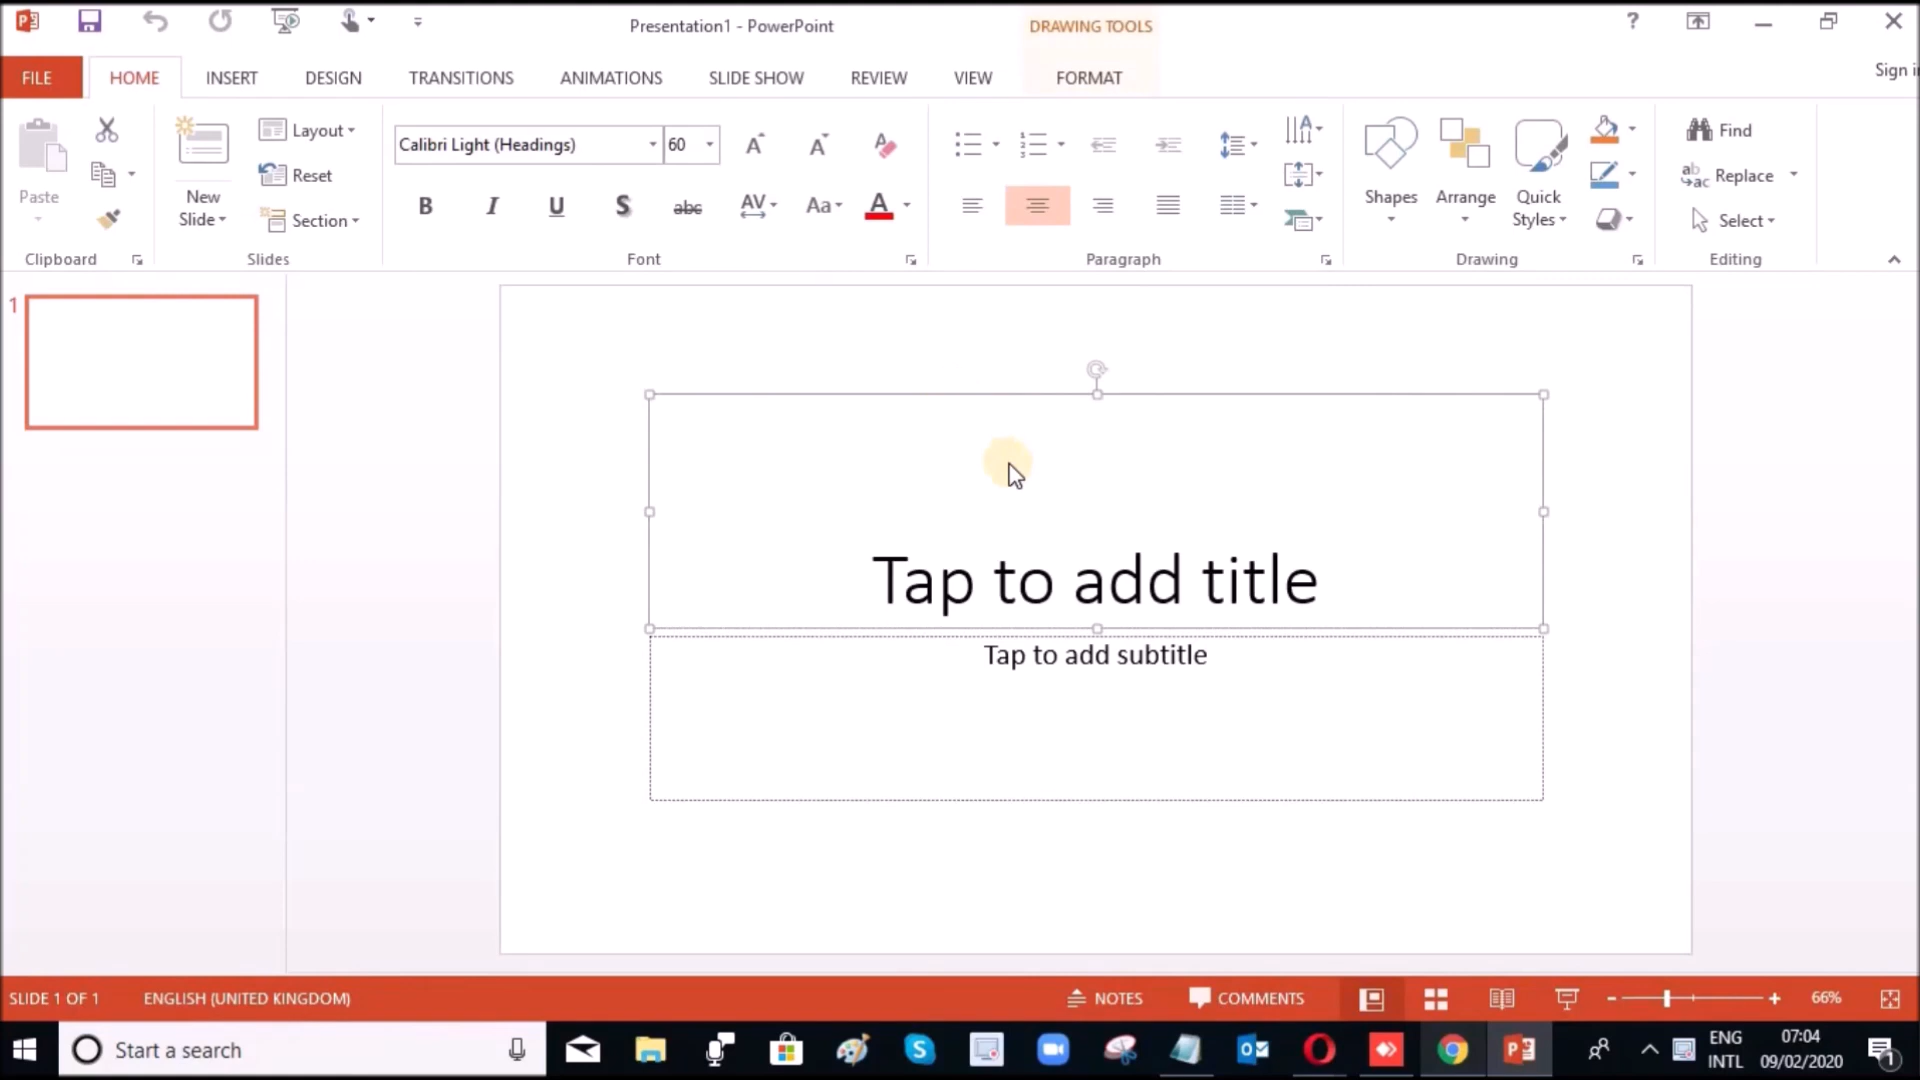 Presentation1 - PowerPoint
DRAWING TOOLS
?
FILE
HOME
INSERT
DESIGN
TRANSITIONS
ANIMATIONS
SLIDE SHOW
REVIEW
VIEW
FORMAT
Sign i
Paste
Clipboard
New
Slide
Layout
Reset
Section
Slides
Calibri Light (Headings)
60
B I U S abc AV Aa A
Font
Paragraph
Shapes
Arrange
Quick
Styles
Drawing
Find
Replace
Select
Editing
1
Tap to add title
Tap to add subtitle
SLIDE 1 OF 1
ENGLISH (UNITED KINGDOM)
NOTES
COMMENTS
66%
Start a search
ENG
INTL
07:04
09/02/2020
1